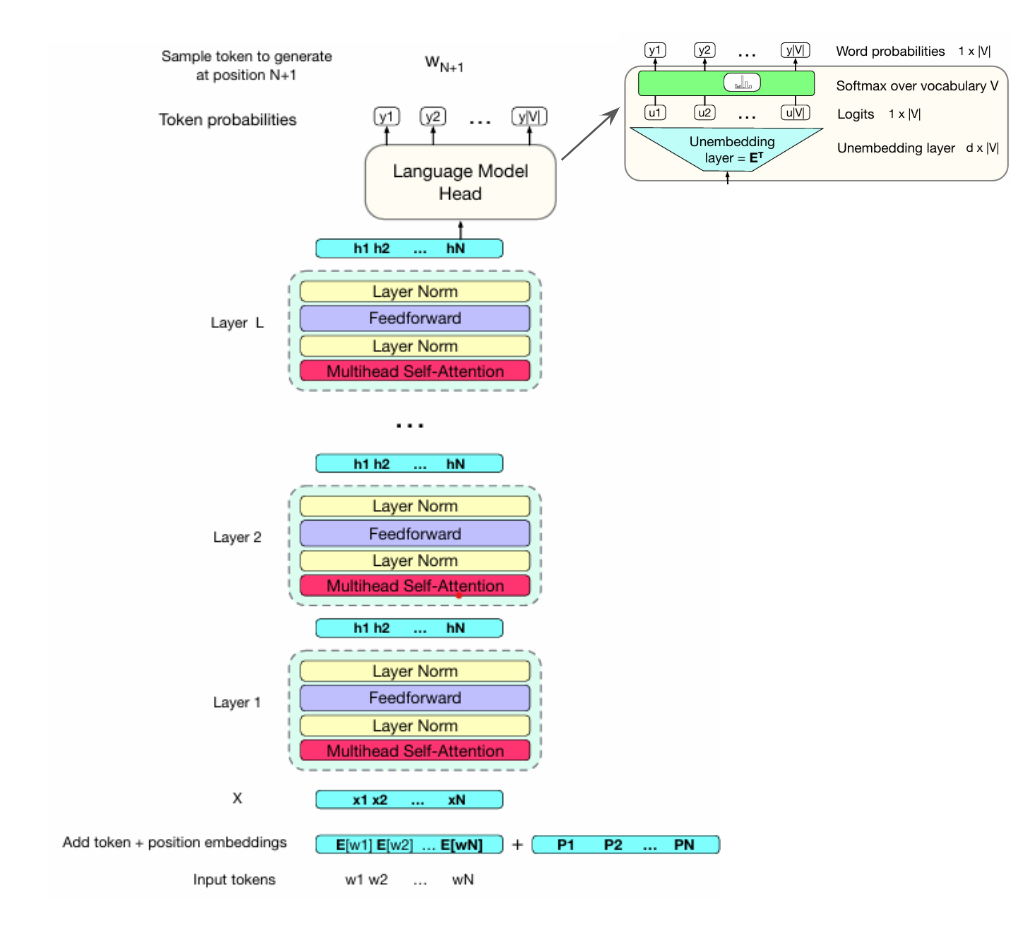 Sample token to generate
at position N+1
wN+1
Token probabilities
y1 y2 ... y|V|
Language Model
Head
h1 h2 ... hN
Layer L
Layer Norm
Feedforward
Layer Norm
Multihead Self-Attention
...
h1 h2 ... hN
Layer 2
Layer Norm
Feedforward
Layer Norm
Multihead Self-Attention
h1 h2 ... hN
Layer 1
Layer Norm
Feedforward
Layer Norm
Multihead Self-Attention
X x1 x2 ... xN
Add token + position embeddings E[w1] E[w2] ... E[wN] + P1 P2 ... PN
Input tokens w1 w2 ... wN
y1 y2 ... y|V| Word probabilities 1 x |V|
Softmax over vocabulary V
u1 u2 ... u|V| Logits 1 x |V|
Unembedding
layer = ET
Unembedding layer d x |V|